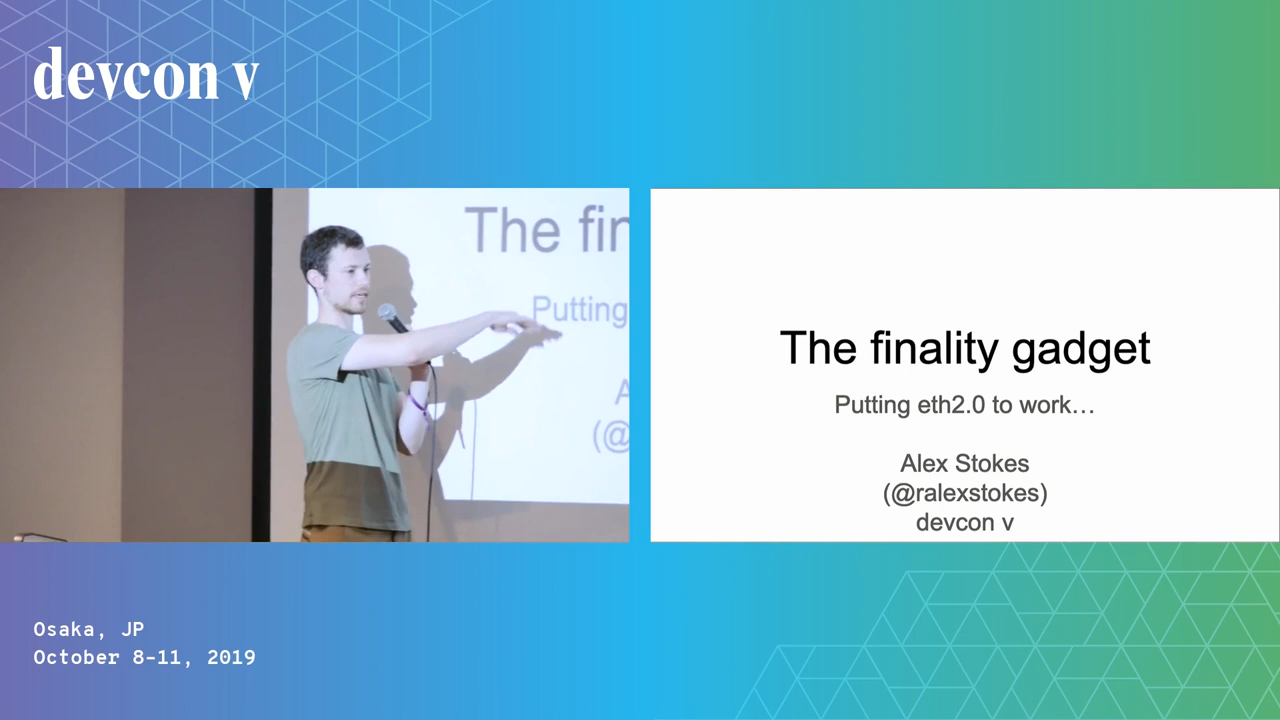 devcon v
The fin
Putting
A
(@
The finality gadget
Putting eth2.0 to work…
Alex Stokes
(@ralexstokes)
devcon v
Osaka, JP
October 8-11, 2019